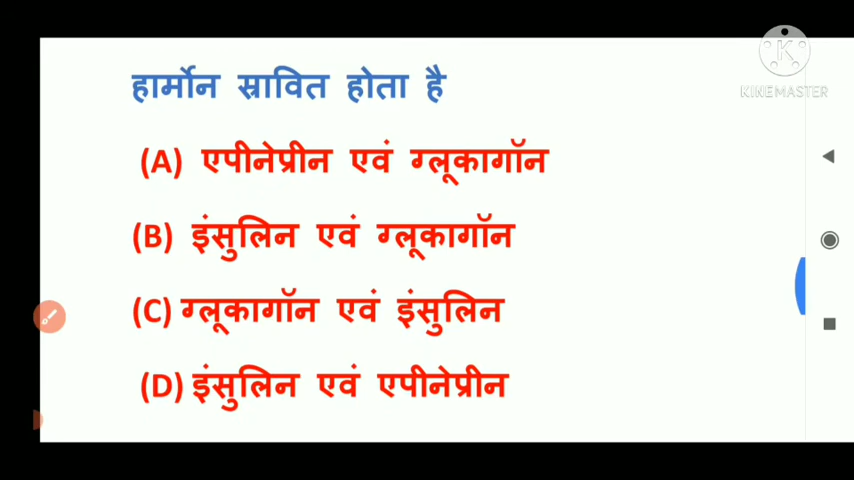 KINEMASTER
हार्मोन स्रावित होता है
(A) एपीनेप्रीन एवं ग्लूकागॉन
(B) इंसुलिन एवं ग्लूकागॉन
(C) ग्लूकागॉन एवं इंसुलिन
(D) इंसुलिन एवं एपीनेप्रीन